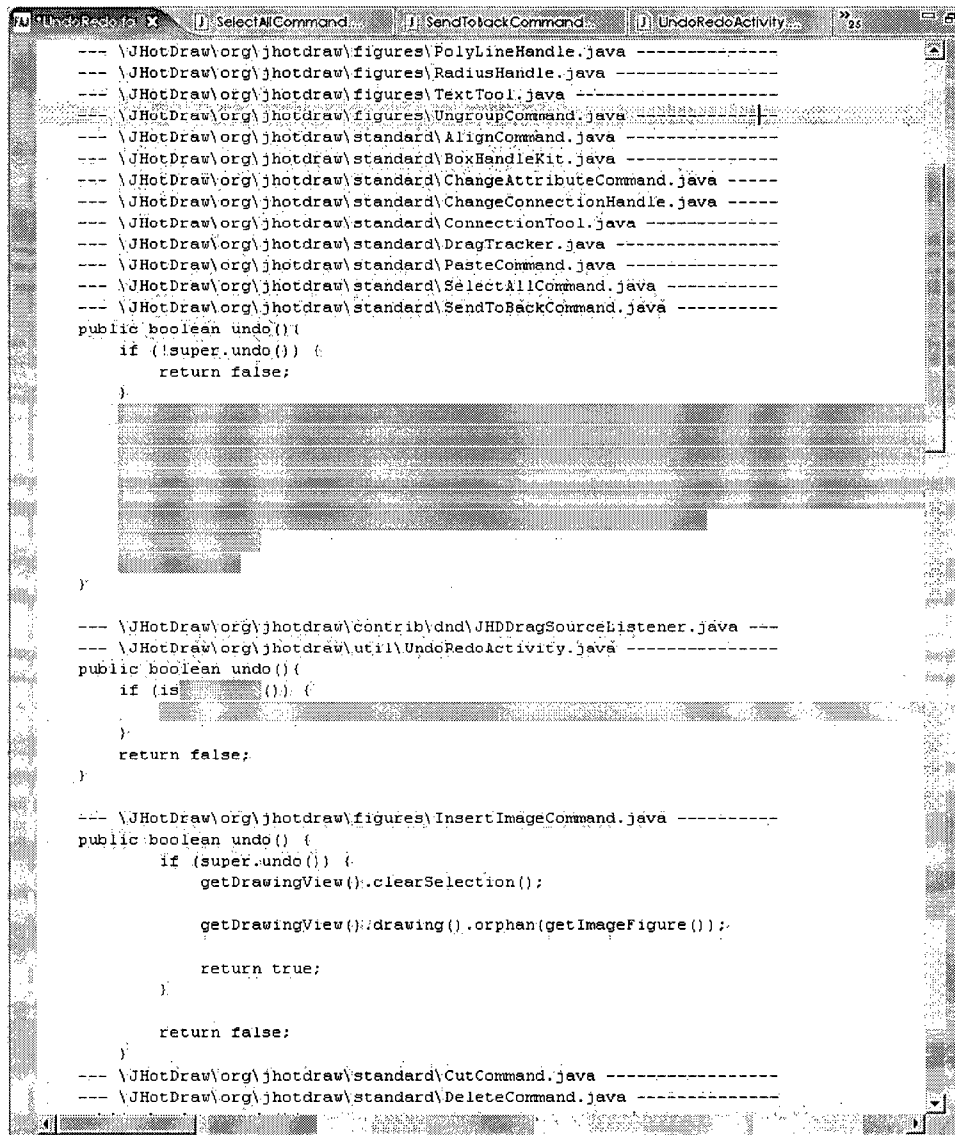 *UndoRedo.fa
SelectAllCommand....
SendToBackCommand...
UndoRedoActivity....
»25
--- \JHotDraw\org\jhotdraw\figures\PolyLineHandle.java ---------------
--- \JHotDraw\org\jhotdraw\figures\RadiusHandle.java ----------------
--- \JHotDraw\org\jhotdraw\figures\TextTool.java --------------------
--- \JHotDraw\org\jhotdraw\figures\UngroupCommand.java --------------
--- \JHotDraw\org\jhotdraw\standard\AlignCommand.java ---------------
--- \JHotDraw\org\jhotdraw\standard\BoxHandleKit.java ---------------
--- \JHotDraw\org\jhotdraw\standard\ChangeAttributeCommand.java -----
--- \JHotDraw\org\jhotdraw\standard\ChangeConnectionHandle.java -----
--- \JHotDraw\org\jhotdraw\standard\ConnectionTool.java -------------
--- \JHotDraw\org\jhotdraw\standard\DragTracker.java ----------------
--- \JHotDraw\org\jhotdraw\standard\PasteCommand.java ---------------
--- \JHotDraw\org\jhotdraw\standard\SelectAllCommand.java -----------
--- \JHotDraw\org\jhotdraw\standard\SendToBackCommand.java ----------
public boolean undo(){
if (!super.undo()) {
return false;
}
}
--- \JHotDraw\org\jhotdraw\contrib\dnd\JHDDragSourceListener.java ---
--- \JHotDraw\org\jhotdraw\util\UndoRedoActivity.java ---------------
public boolean undo(){
if (is ()) {
}
return false;
}
--- \JHotDraw\org\jhotdraw\figures\InsertImageCommand.java ----------
public boolean undo() {
if (super.undo()) {
getDrawingView().clearSelection();
getDrawingView().drawing().orphan(getImageFigure());
return true;
}
return false;
}
--- \JHotDraw\org\jhotdraw\standard\CutCommand.java -----------------
--- \JHotDraw\org\jhotdraw\standard\DeleteCommand.java --------------